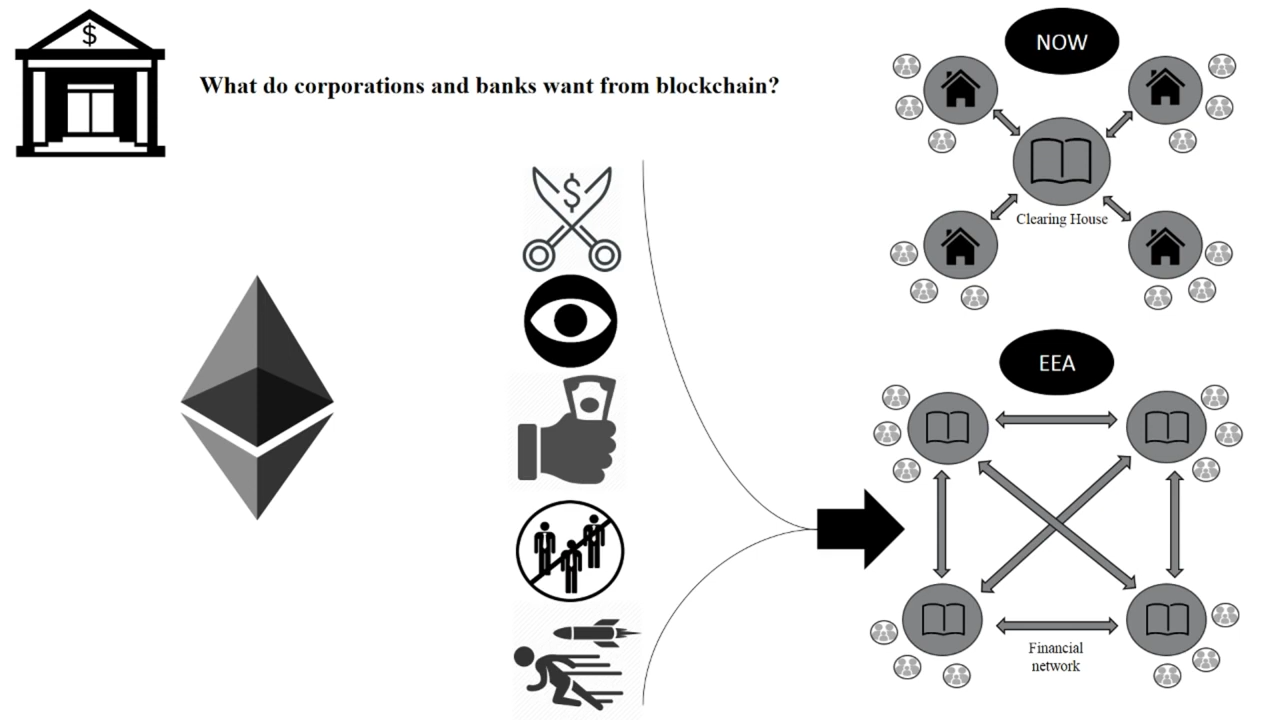 $
What do corporations and banks want from blockchain?
$
NOW
Clearing House
EEA
Financial
network